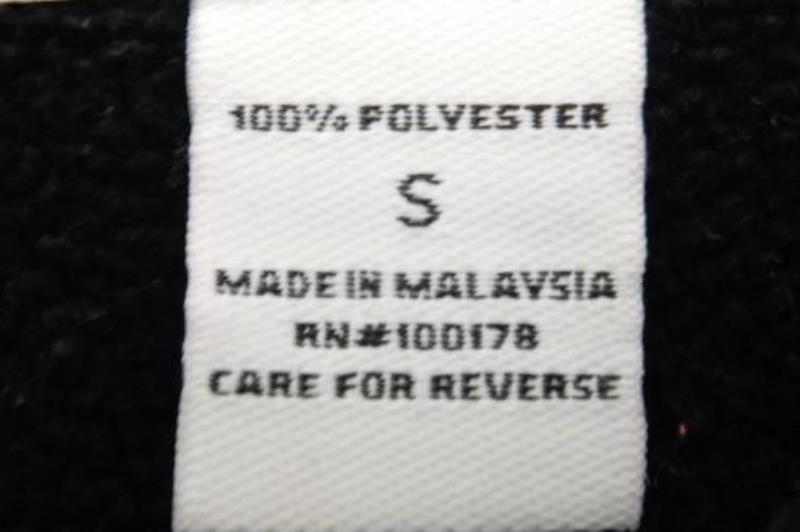 100% POLYESTER
S
MADE IN MALAYSIA
RN#100178
CARE FOR REVERSE